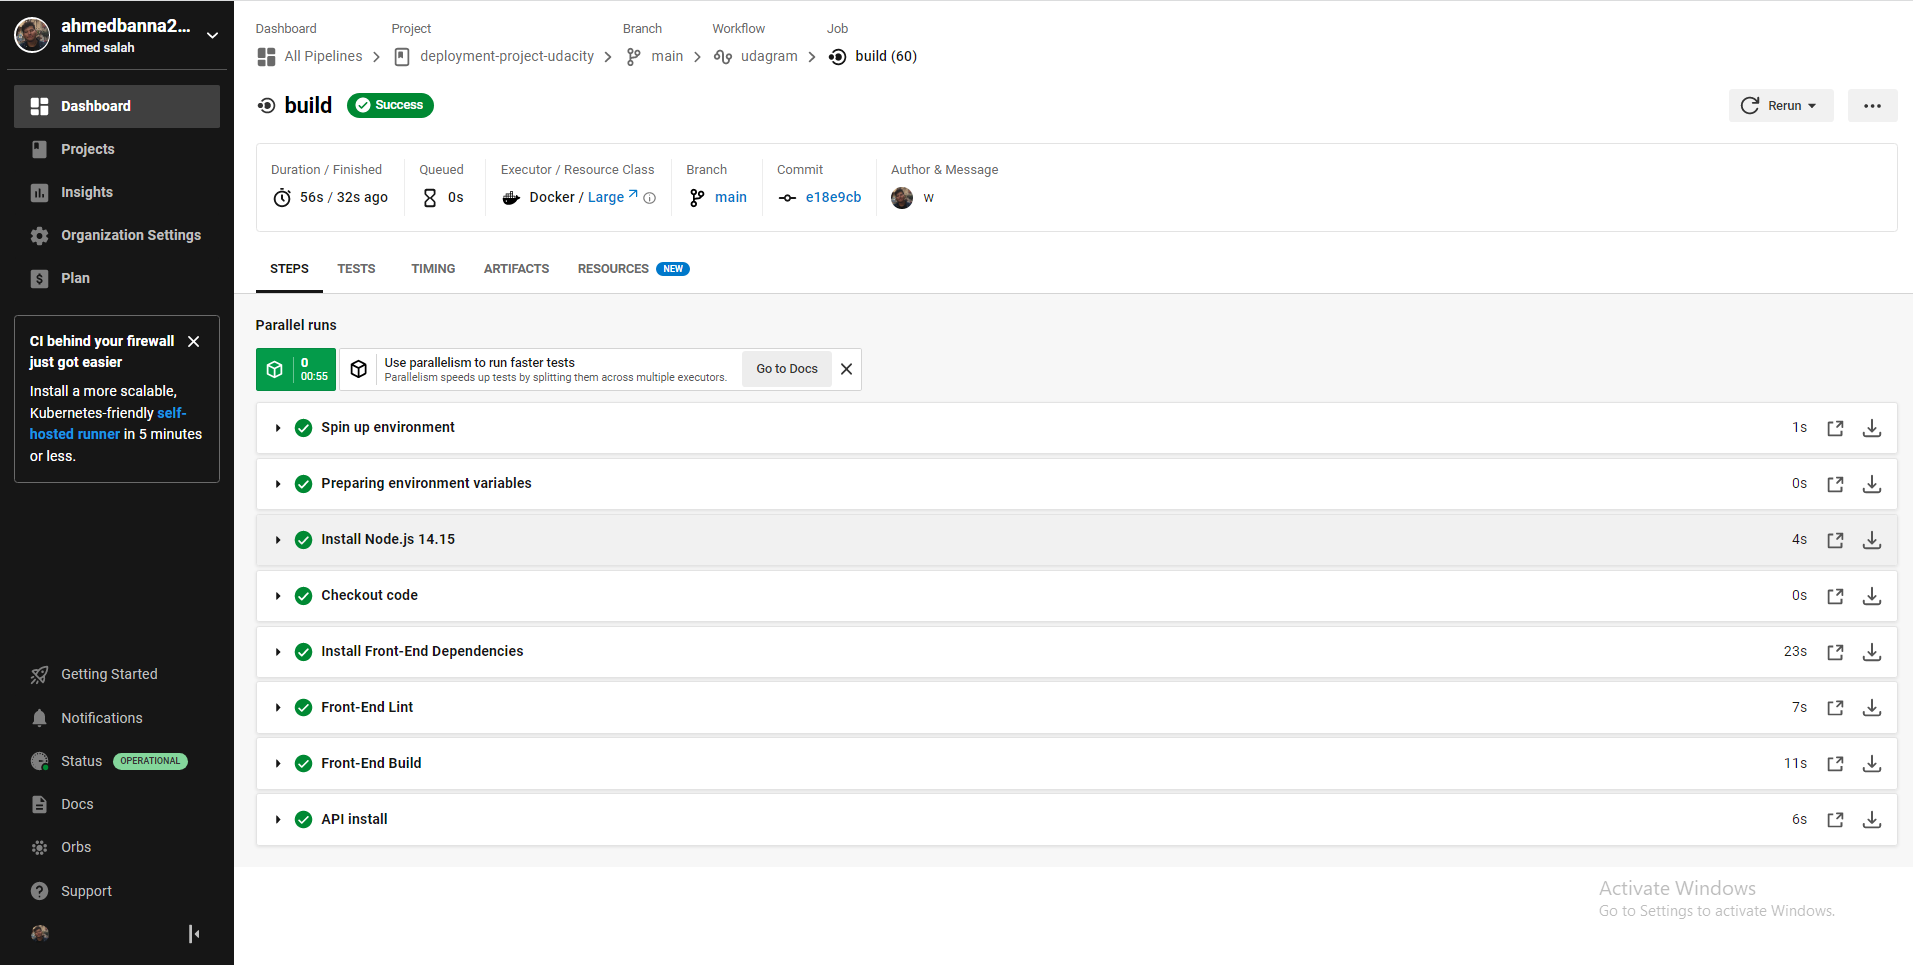 ahmedbanna2...
ahmed salah
Dashboard
Projects
Insights
Organization Settings
Plan
CI behind your firewall
just got easier
Install a more scalable,
Kubernetes-friendly self-
hosted runner in 5 minutes
or less.
Getting Started
Notifications
Status OPERATIONAL
Docs
Orbs
Support
Dashboard Project Branch Workflow Job
All Pipelines deployment-project-udacity main udagram build (60)
build Success
Rerun
Duration / Finished Queued Executor / Resource Class Branch Commit Author & Message
56s / 32s ago 0s Docker / Large main e18e9cb w
STEPS TESTS TIMING ARTIFACTS RESOURCES NEW
Parallel runs
0
00:55
Use parallelism to run faster tests
Parallelism speeds up tests by splitting them across multiple executors.
Go to Docs
Spin up environment 1s
Preparing environment variables 0s
Install Node.js 14.15 4s
Checkout code 0s
Install Front-End Dependencies 23s
Front-End Lint 7s
Front-End Build 11s
API install 6s
Activate Windows
Go to Settings to activate Windows.